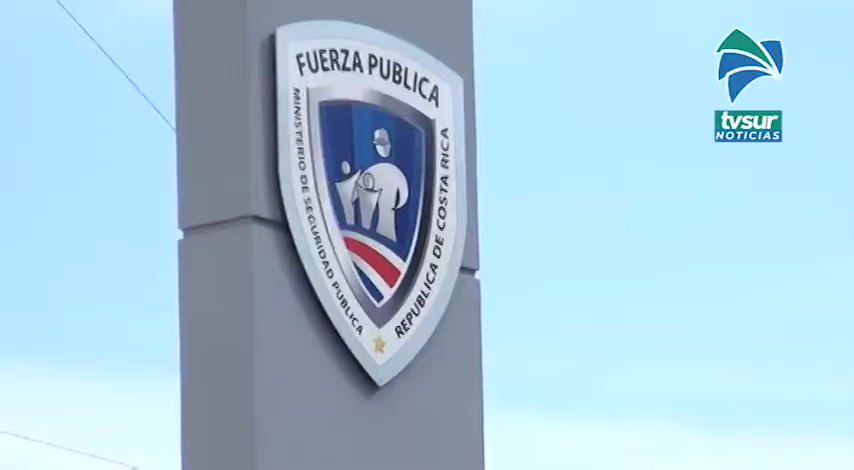 FUERZA PUBLICA
MINISTERIO DE SEGURIDAD PUBLICA
REPUBLICA DE COSTA RICA
tvsur
NOTICIAS